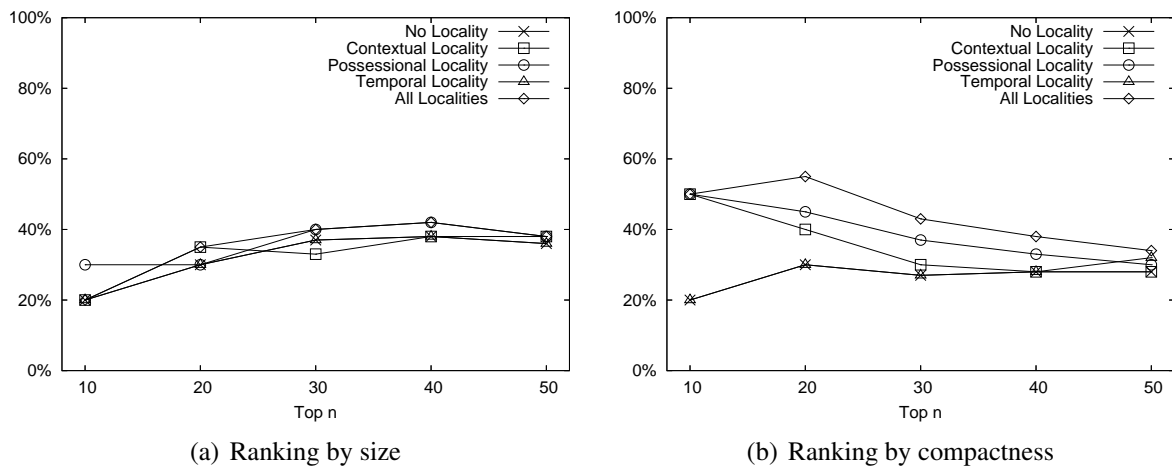 100%
80%
60%
40%
20%
0%
10 20 30 40 50
Top n
No Locality
Contextual Locality
Possessional Locality
Temporal Locality
All Localities
(a) Ranking by size
100%
80%
60%
40%
20%
0%
10 20 30 40 50
Top n
No Locality
Contextual Locality
Possessional Locality
Temporal Locality
All Localities
(b) Ranking by compactness